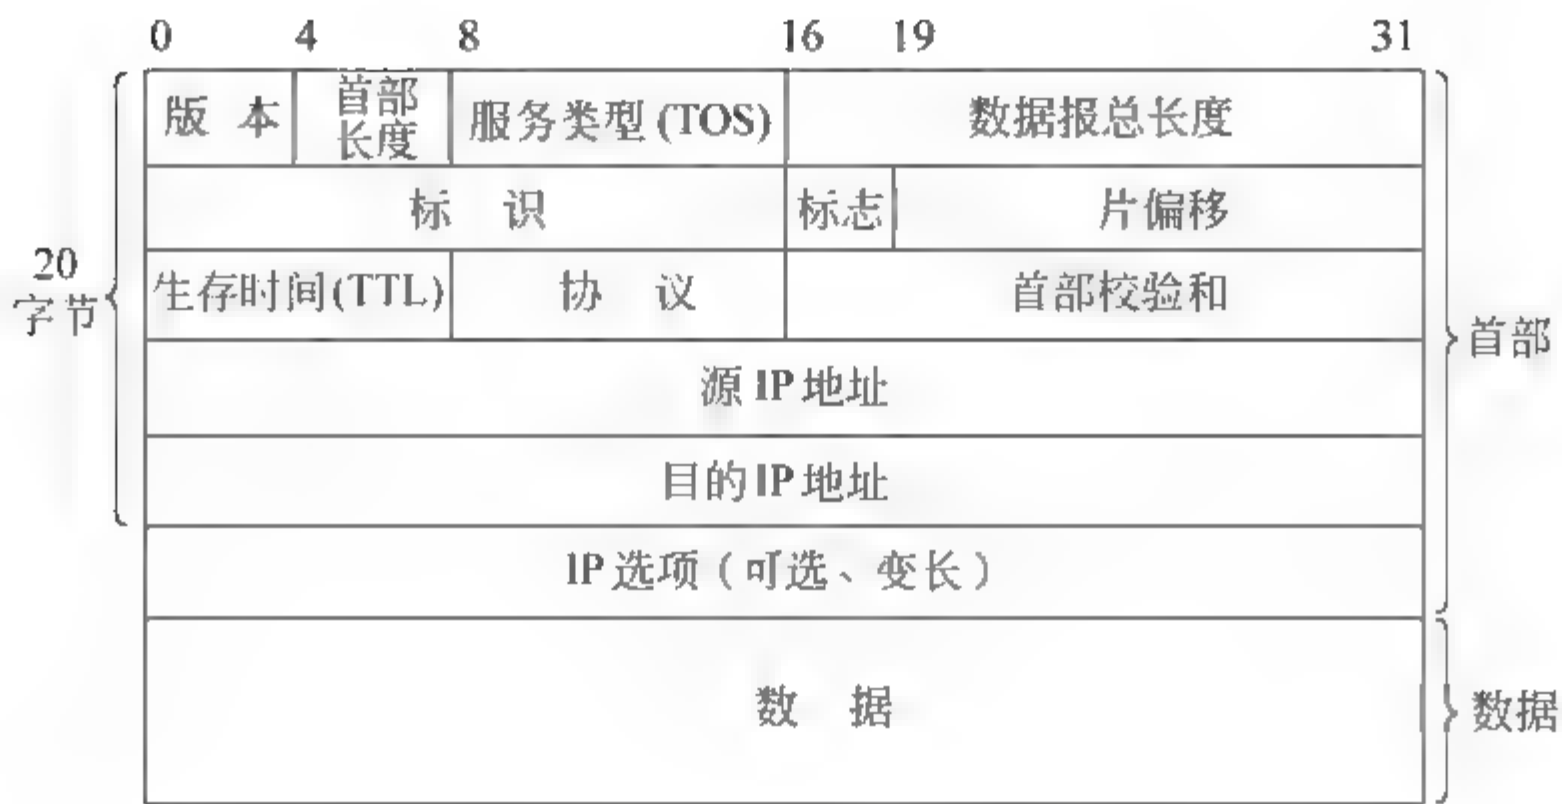 0 4 8 16 19 31
版 本 首部长度 服务类型(TOS) 数据报总长度
标 识 标志 片偏移
20字节
生存时间(TTL) 协 议 首部校验和
首部
源IP地址
目的IP地址
IP选项(可选、变长)
数 据
数据